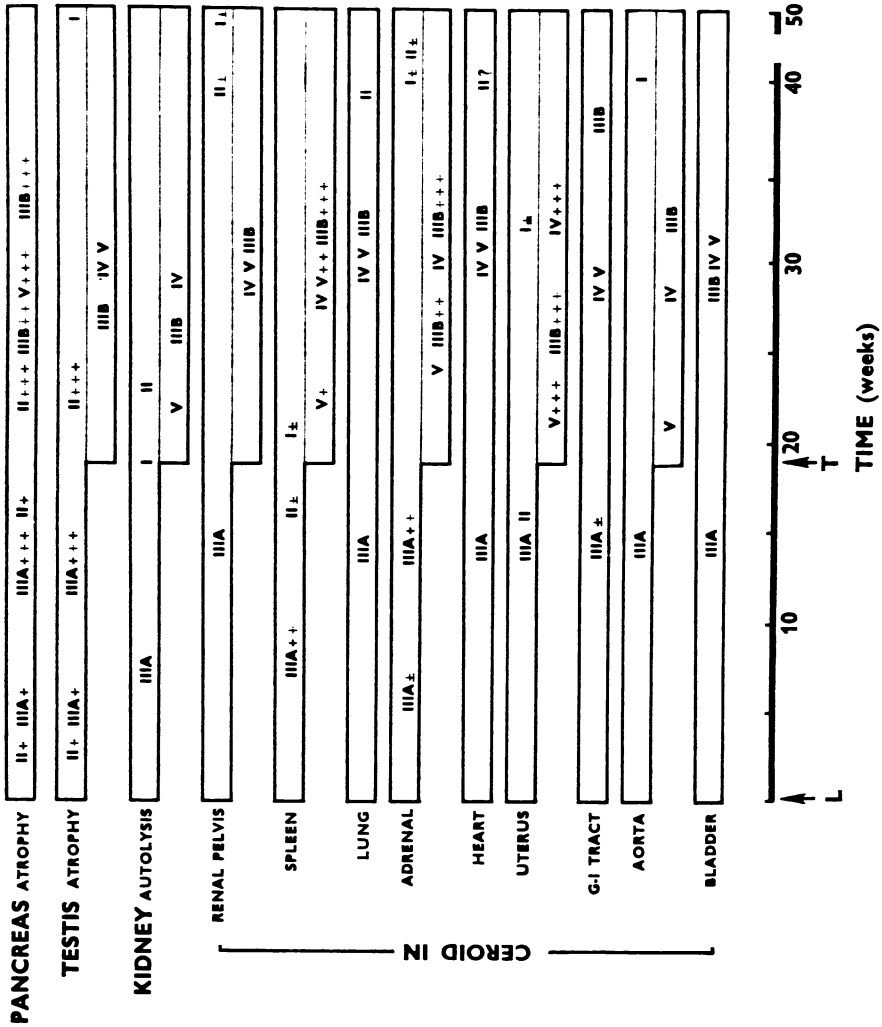 PANCREAS ATROPHY
II+ IIIA+ IIIA+++ II+ II+++ IIIB++ V+++ IIIB+++
TESTIS ATROPHY
II+ IIIA+ IIIA+++ II+++ I
IIIB IV V
KIDNEY AUTOLYSIS
IIIA I II
V IIIB IV
CEROID IN
RENAL PELVIS
IIIA II± I±
IV V IIIB
SPLEEN
IIIA++ II± I±
V+ IV V++ IIIB+++
LUNG
IIIA IV V IIIB II
ADRENAL
IIIA± IIIA++ I± II±
V IIIB++ IV IIIB+++
HEART
IIIA IV V IIIB II?
UTERUS
IIIA II I±
V+++ IIIB+++ IV+++
G-I TRACT
IIIA± IV V IIIB
AORTA
IIIA I
V IV IIIB
BLADDER
IIIA IIIB IV V
10 20 30 40 50
L T
TIME (weeks)